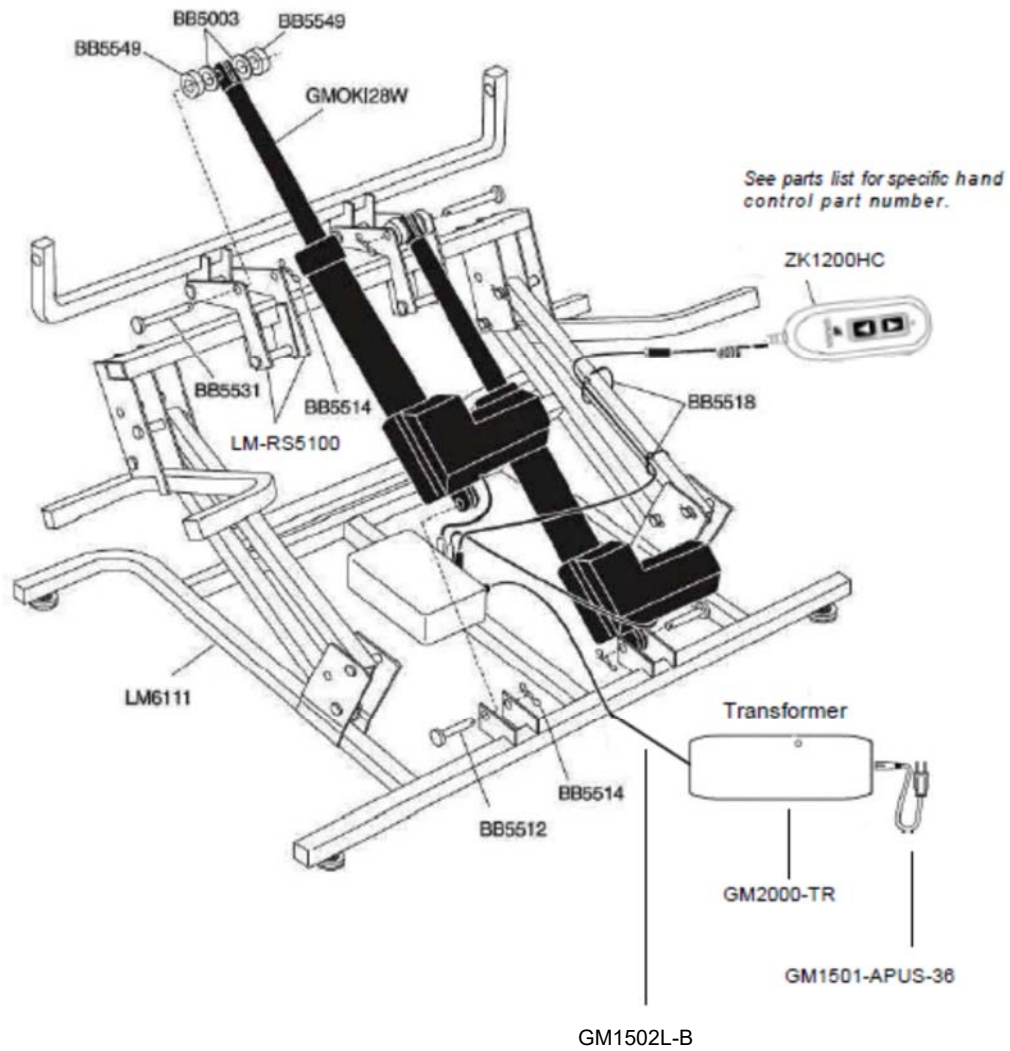 BB5003
BB5549
BB5549
GMOKI28W
See parts list for specific hand
control part number.
ZK1200HC
BB5531
BB5514
BB5518
LM-RS5100
LM6111
Transformer
BB5514
BB5512
GM2000-TR
GM1501-APUS-36
GM1502L-B